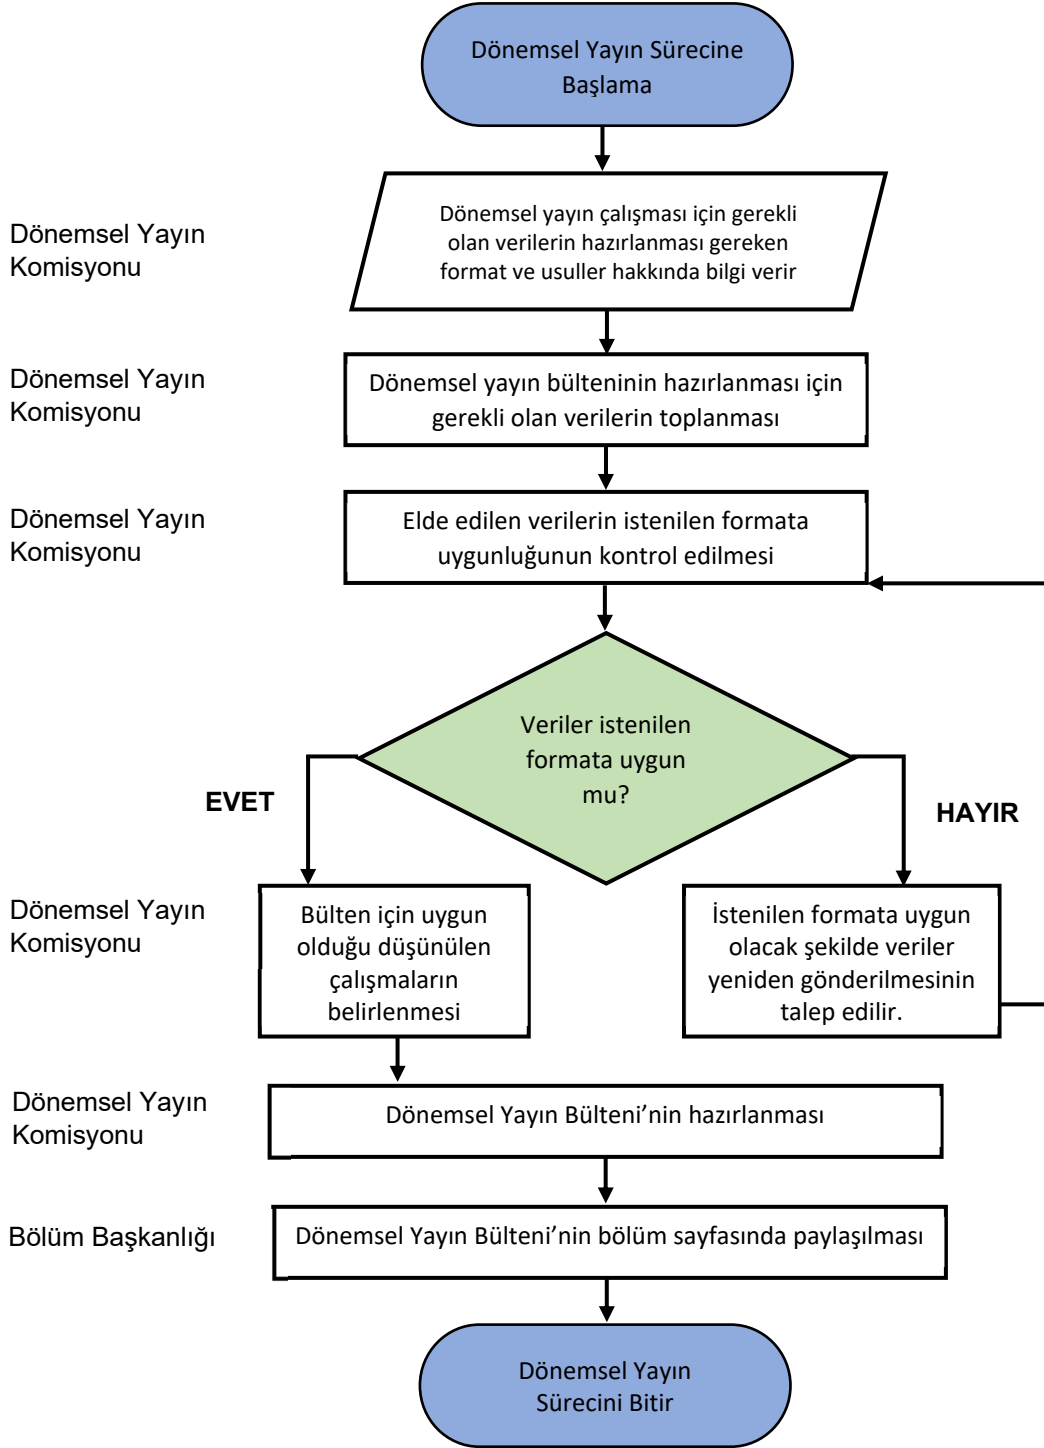 Dönemsel Yayın Sürecine
Başlama
Dönemsel Yayın
Komisyonu
Dönemsel yayın çalışması için gerekli
olan verilerin hazırlanması gereken
format ve usuller hakkında bilgi verir
Dönemsel Yayın
Komisyonu
Dönemsel yayın bülteninin hazırlanması için
gerekli olan verilerin toplanması
Dönemsel Yayın
Komisyonu
Elde edilen verilerin istenilen formata
uygunluğunun kontrol edilmesi
Veriler istenilen
formata uygun
mu?
EVET
HAYIR
Dönemsel Yayın
Komisyonu
Bülten için uygun
olduğu düşünülen
çalışmaların
belirlenmesi
İstenilen formata uygun
olacak şekilde veriler
yeniden gönderilmesinin
talep edilir.
Dönemsel Yayın
Komisyonu
Dönemsel Yayın Bülteni’nin hazırlanması
Bölüm Başkanlığı
Dönemsel Yayın Bülteni’nin bölüm sayfasında paylaşılması
Dönemsel Yayın
Sürecini Bitir